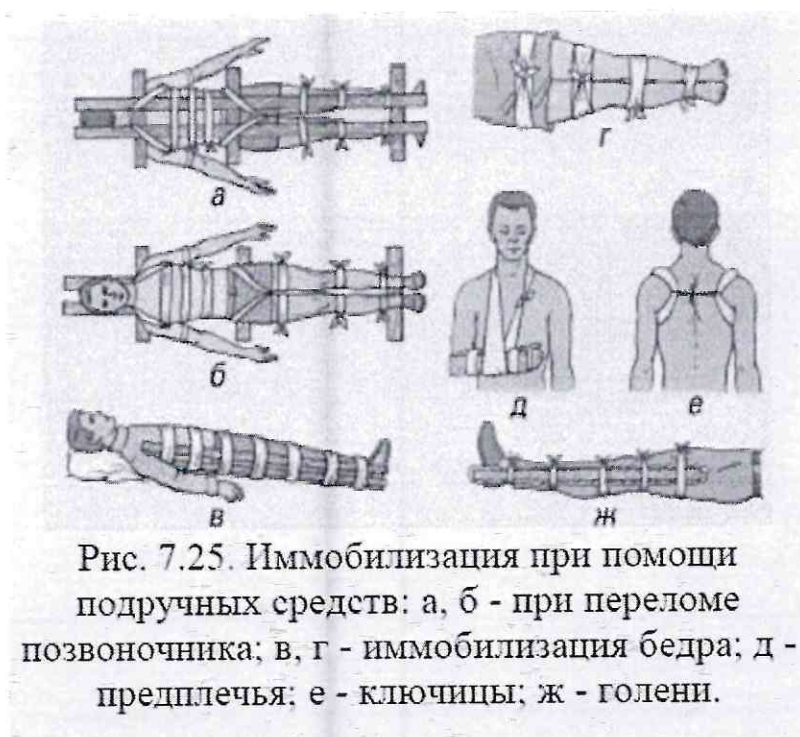 а
г
б
д
е
в
ж
Рис. 7.25. Иммобилизация при помощи
подручных средств: а, б - при переломе
позвоночника; в, г - иммобилизация бедра; д -
предплечья; е - ключицы; ж - голени.